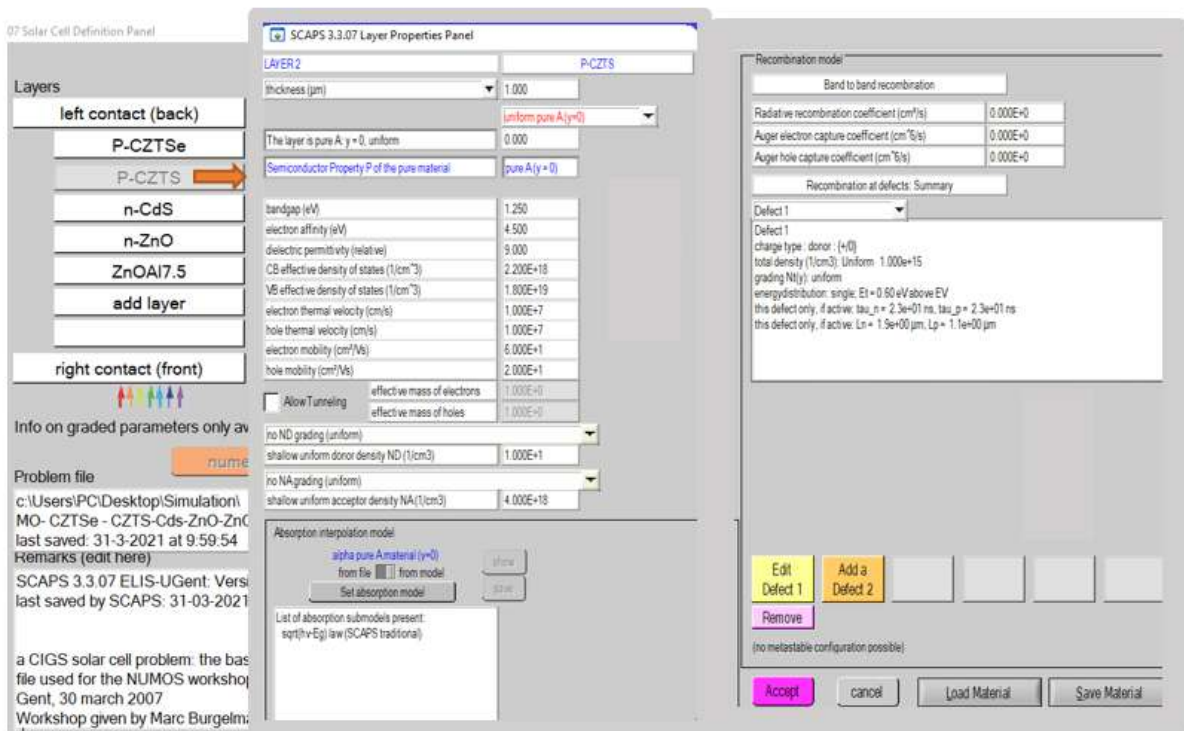 07 Solar Cell Definition Panel
Layers
left contact (back)
P-CZTSe
P-CZTS
n-CdS
n-ZnO
ZnOAl7.5
add layer
right contact (front)
Info on graded parameters only av
nume
Problem file
c:\Users\PC\Desktop\Simulation\
MO- CZTSe - CZTS-Cds-ZnO-ZnO
last saved: 31-3-2021 at 9:59:54
Remarks (edit here)
SCAPS 3.3.07 ELIS-UGent: Versi
last saved by SCAPS: 31-03-2021
a CIGS solar cell problem: the bas
file used for the NUMOS workshop
Gent, 30 march 2007
Workshop given by Marc Burgelma
SCAPS 3.3.07 Layer Properties Panel
LAYER 2 P-CZTS
thickness (µm) 1.000
uniform pure A (y=0)
The layer is pure A: y = 0, uniform 0.000
Semiconductor Property P of the pure material pure A (y = 0)
bandgap (eV) 1.250
electron affinity (eV) 4.500
dielectric permittivity (relative) 9.000
CB effective density of states (1/cm^3) 2.200E+18
VB effective density of states (1/cm^3) 1.800E+19
electron thermal velocity (cm/s) 1.000E+7
hole thermal velocity (cm/s) 1.000E+7
electron mobility (cm²/Vs) 6.000E+1
hole mobility (cm²/Vs) 2.000E+1
Allow Tunneling effective mass of electrons 1.000E+0
effective mass of holes 1.000E+0
no ND grading (uniform)
shallow uniform donor density ND (1/cm3) 1.000E+1
no NA grading (uniform)
shallow uniform acceptor density NA (1/cm3) 4.000E+18
Absorption interpolation model
alpha pure A material (y=0) show
from file from model
Set absorption model save
List of absorption submodels present:
sqrt(hv-Eg) law (SCAPS traditional)
Recombination model
Band to band recombination
Radiative recombination coefficient (cm³/s) 0.000E+0
Auger electron capture coefficient (cm^6/s) 0.000E+0
Auger hole capture coefficient (cm^6/s) 0.000E+0
Recombination at defects: Summary
Defect 1
Defect 1
charge type : donor : (+/0)
total density (1/cm3): Uniform 1.000e+15
grading Nt(y): uniform
energydistribution: single; Et = 0.60 eV above EV
this defect only, if active: tau_n = 2.3e+01 ns, tau_p = 2.3e+01 ns
this defect only, if active: Ln = 1.9e+00 µm, Lp = 1.1e+00 µm
Edit Add a
Defect 1 Defect 2
Remove
(no metastable configuration possible)
Accept cancel Load Material Save Material